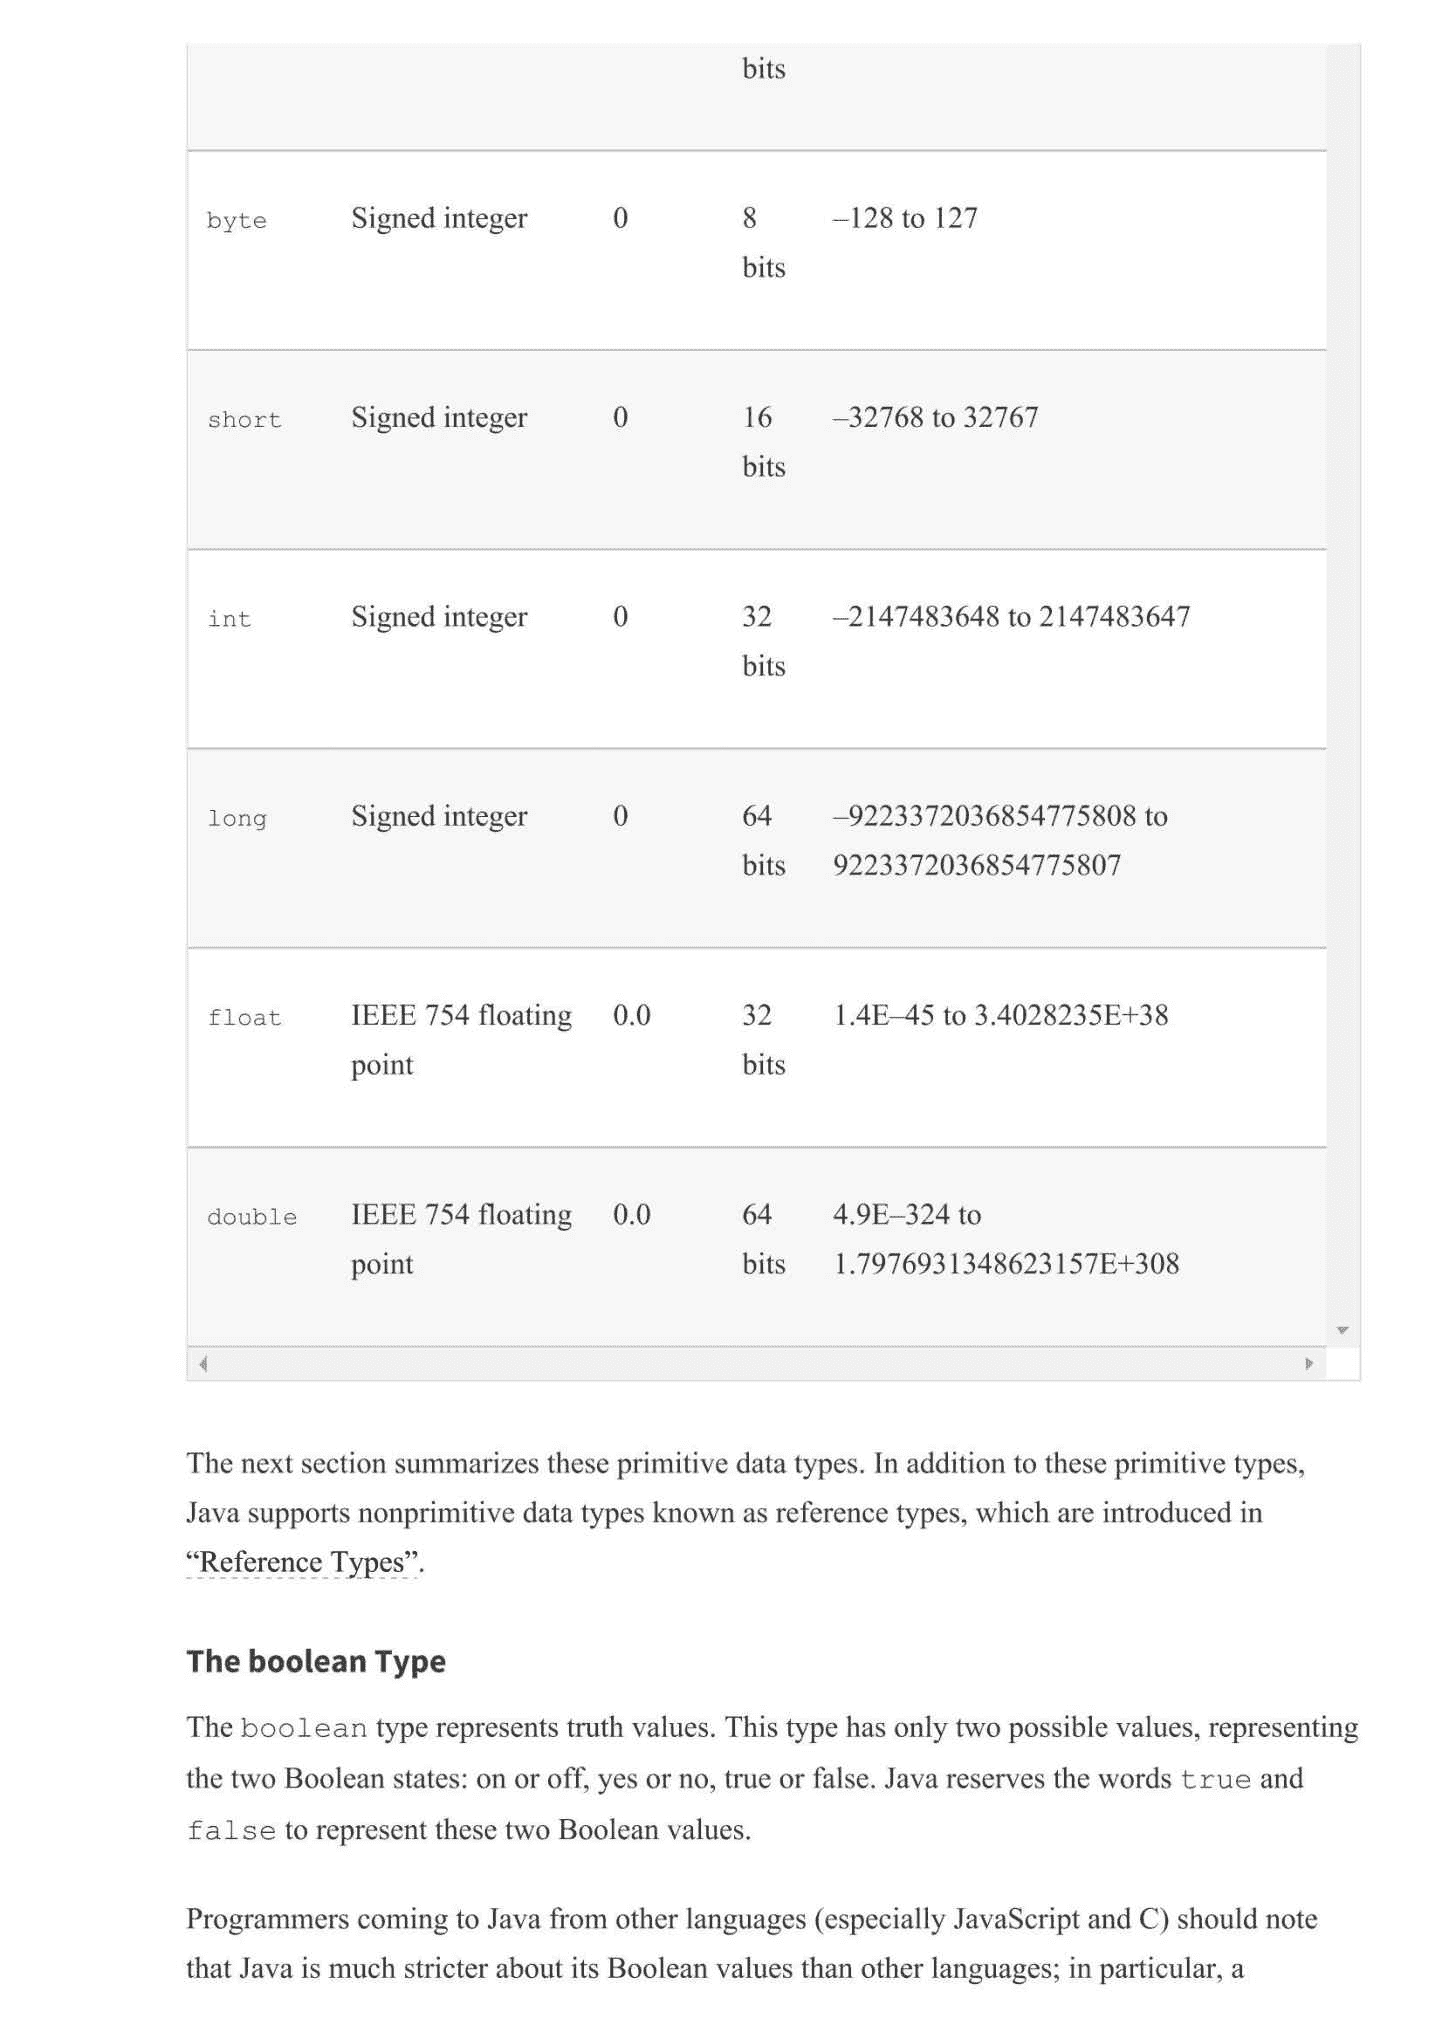 bits
byte Signed integer 0 8 –128 to 127
bits
short Signed integer 0 16 –32768 to 32767
bits
int Signed integer 0 32 –2147483648 to 2147483647
bits
long Signed integer 0 64 –9223372036854775808 to
bits 9223372036854775807
float IEEE 754 floating 0.0 32 1.4E–45 to 3.4028235E+38
point bits
double IEEE 754 floating 0.0 64 4.9E–324 to
point bits 1.7976931348623157E+308
The next section summarizes these primitive data types. In addition to these primitive types,
Java supports nonprimitive data types known as reference types, which are introduced in
“Reference Types”.
The boolean Type
The boolean type represents truth values. This type has only two possible values, representing
the two Boolean states: on or off, yes or no, true or false. Java reserves the words true and
false to represent these two Boolean values.
Programmers coming to Java from other languages (especially JavaScript and C) should note
that Java is much stricter about its Boolean values than other languages; in particular, a